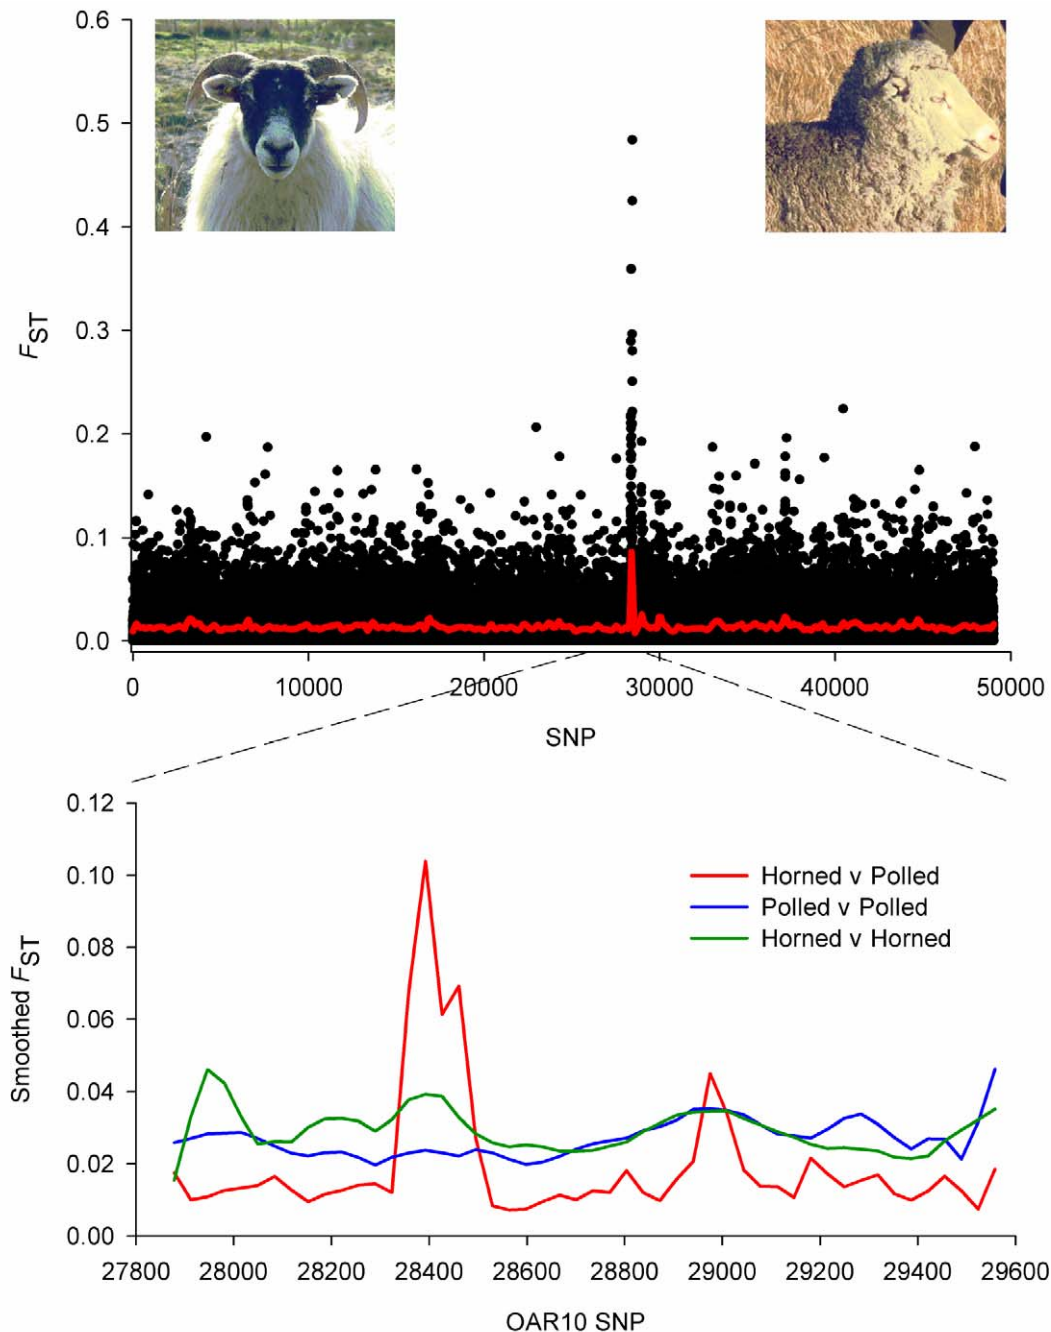 0.6
0.5
0.4
0.3
0.2
0.1
0.0
FST
0 10000 20000 30000 40000 50000
SNP
0.12
0.10
0.08
0.06
0.04
0.02
0.00
Smoothed FST
Horned v Polled
Polled v Polled
Horned v Horned
27800 28000 28200 28400 28600 28800 29000 29200 29400 29600
OAR10 SNP